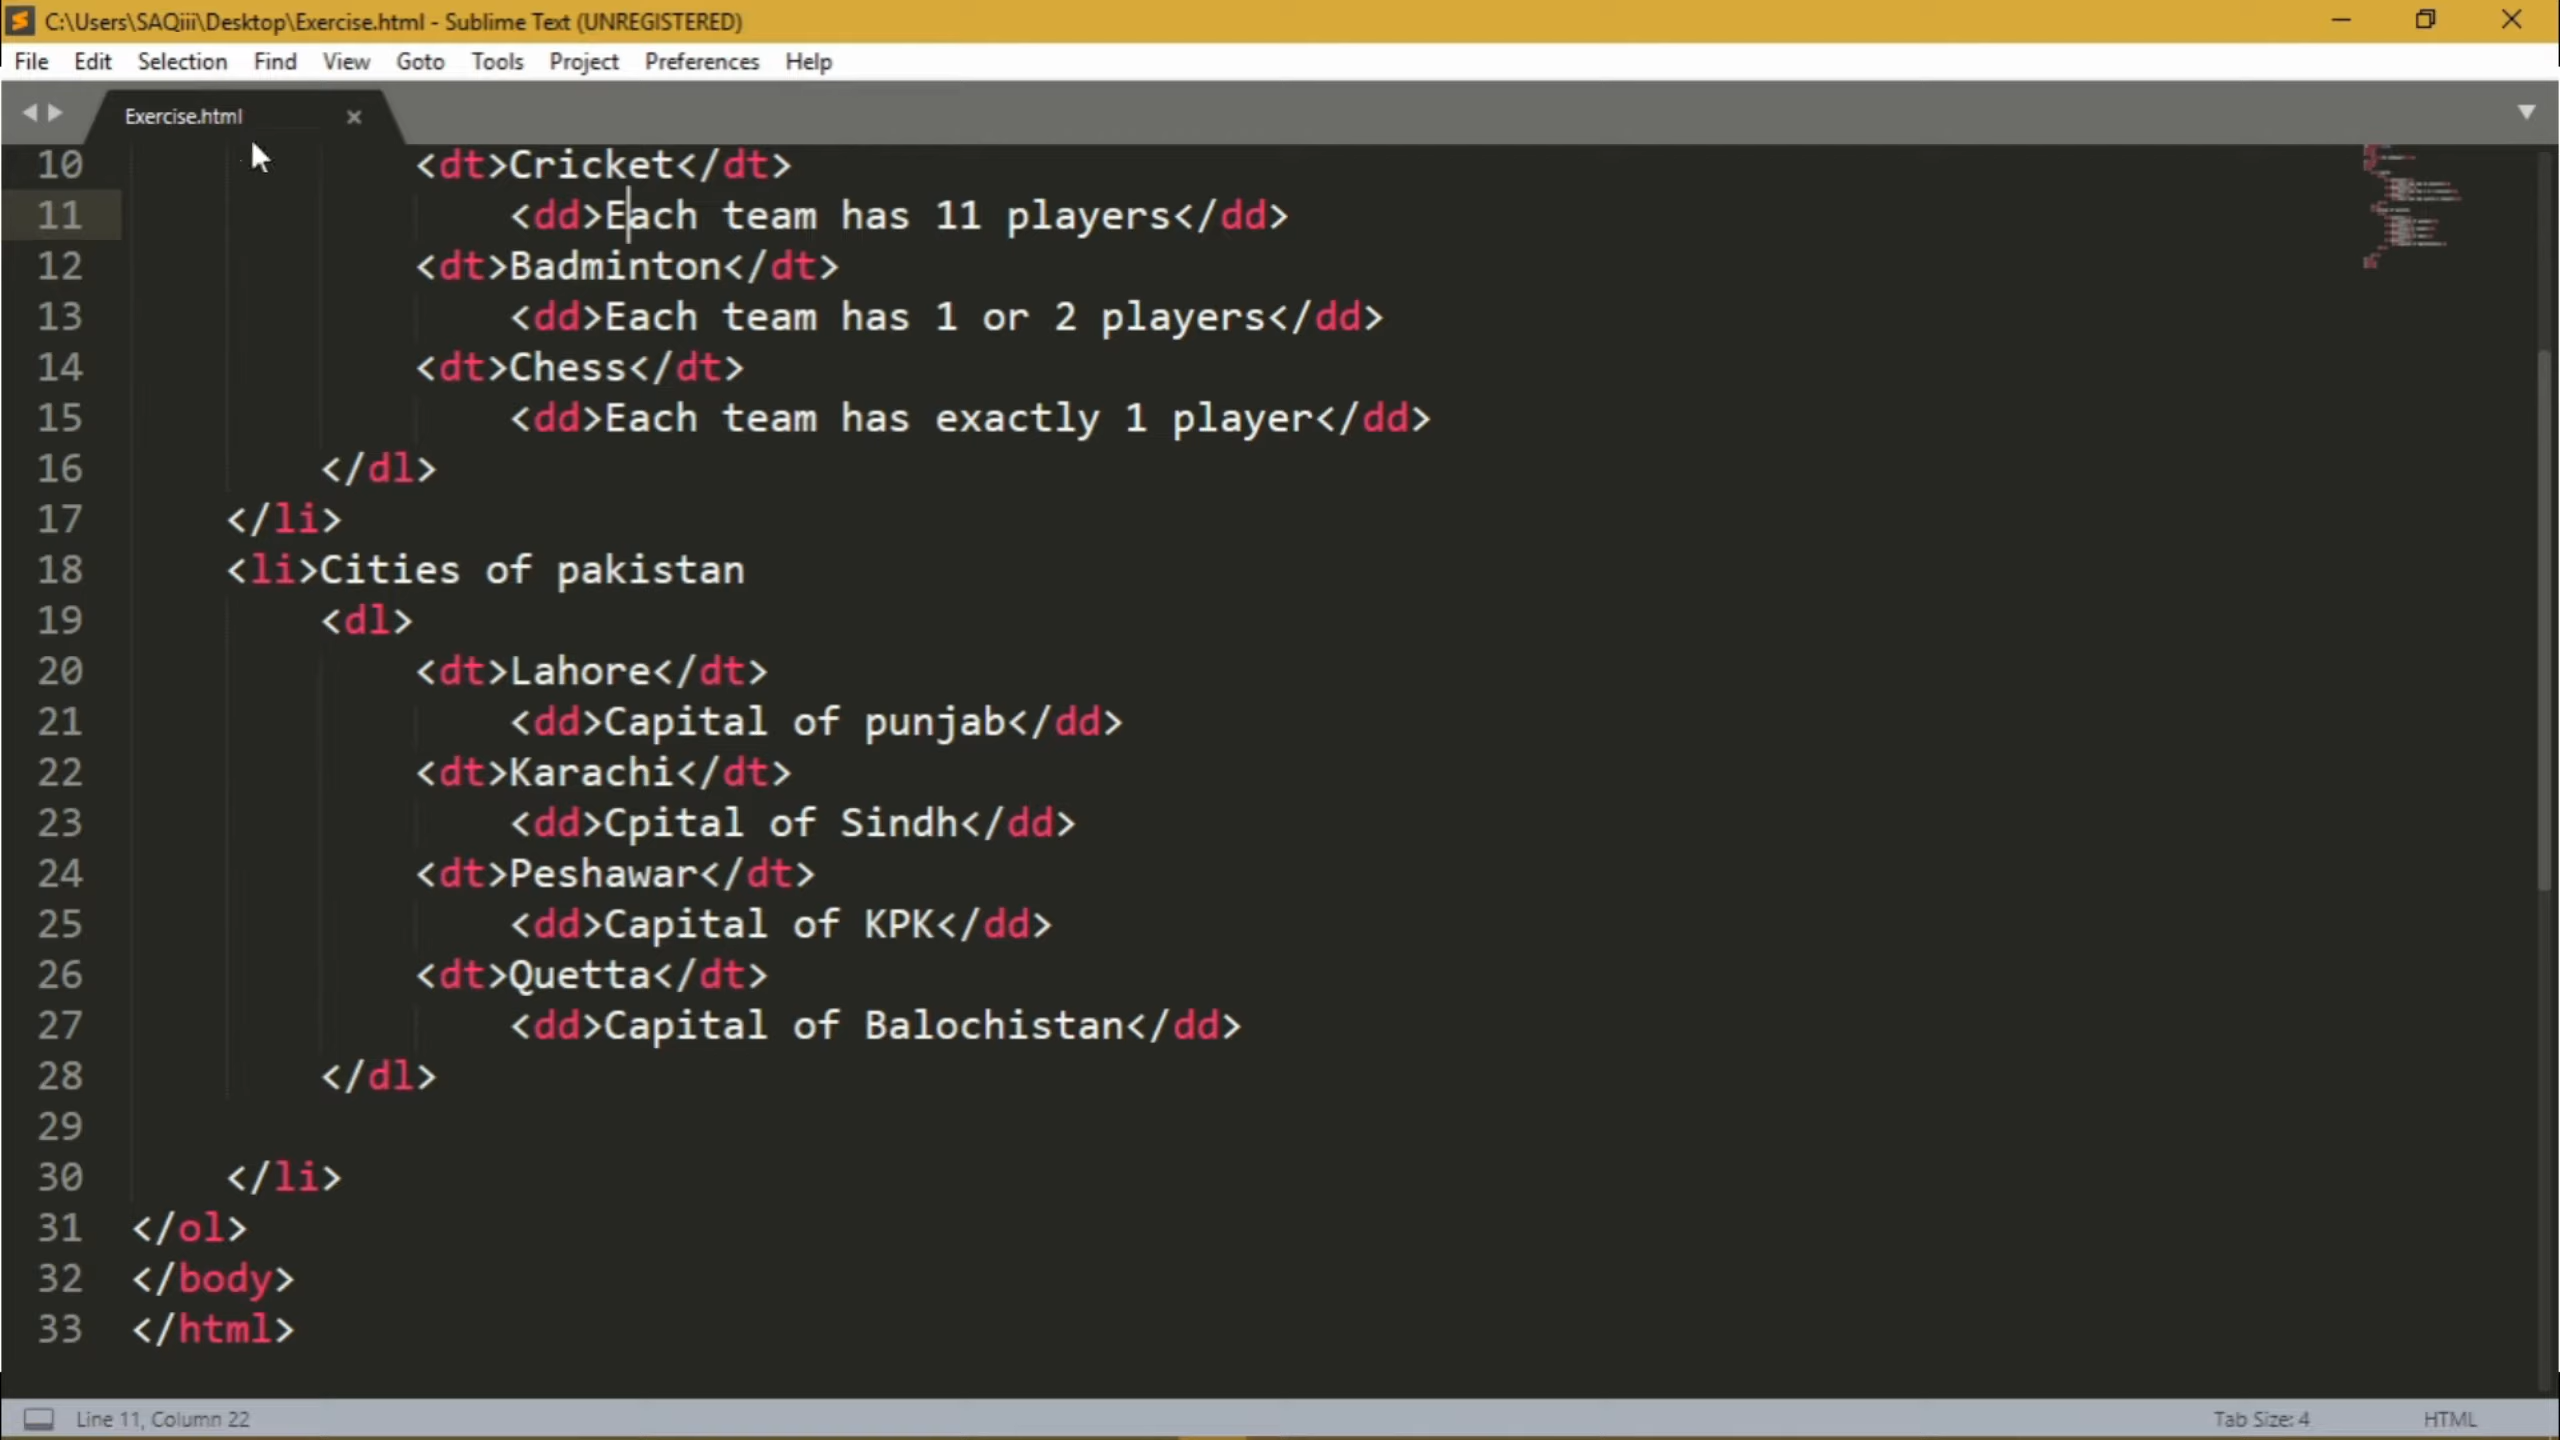 C:\Users\SAQiii\Desktop\Exercise.html - Sublime Text (UNREGISTERED)
File Edit Selection Find View Goto Tools Project Preferences Help
Exercise.html
10 <dt>Cricket</dt>
11 <dd>Each team has 11 players</dd>
12 <dt>Badminton</dt>
13 <dd>Each team has 1 or 2 players</dd>
14 <dt>Chess</dt>
15 <dd>Each team has exactly 1 player</dd>
16 </dl>
17 </li>
18 <li>Cities of pakistan
19 <dl>
20 <dt>Lahore</dt>
21 <dd>Capital of punjab</dd>
22 <dt>Karachi</dt>
23 <dd>Cpital of Sindh</dd>
24 <dt>Peshawar</dt>
25 <dd>Capital of KPK</dd>
26 <dt>Quetta</dt>
27 <dd>Capital of Balochistan</dd>
28 </dl>
29
30 </li>
31 </ol>
32 </body>
33 </html>
Line 11, Column 22 Tab Size: 4 HTML